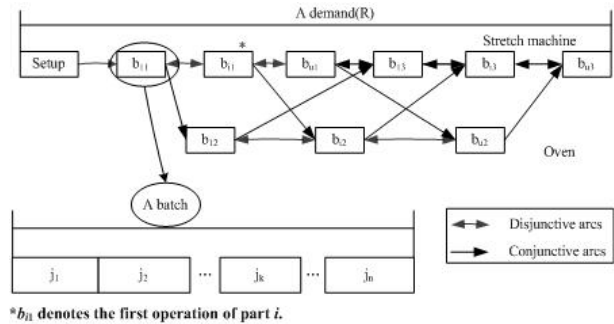 A demand(R)
*
Stretch machine
Setup
b₁₁
bᵢ₁
bᵤ₁
b₁₃
bᵢ₃
bᵤ₃
b₁₂
bᵢ₂
bᵤ₂
Oven
A batch
Disjunctive arcs
Conjunctive arcs
j₁
j₂
...
jₖ
...
jₙ
*bᵢ₁ denotes the first operation of part i.